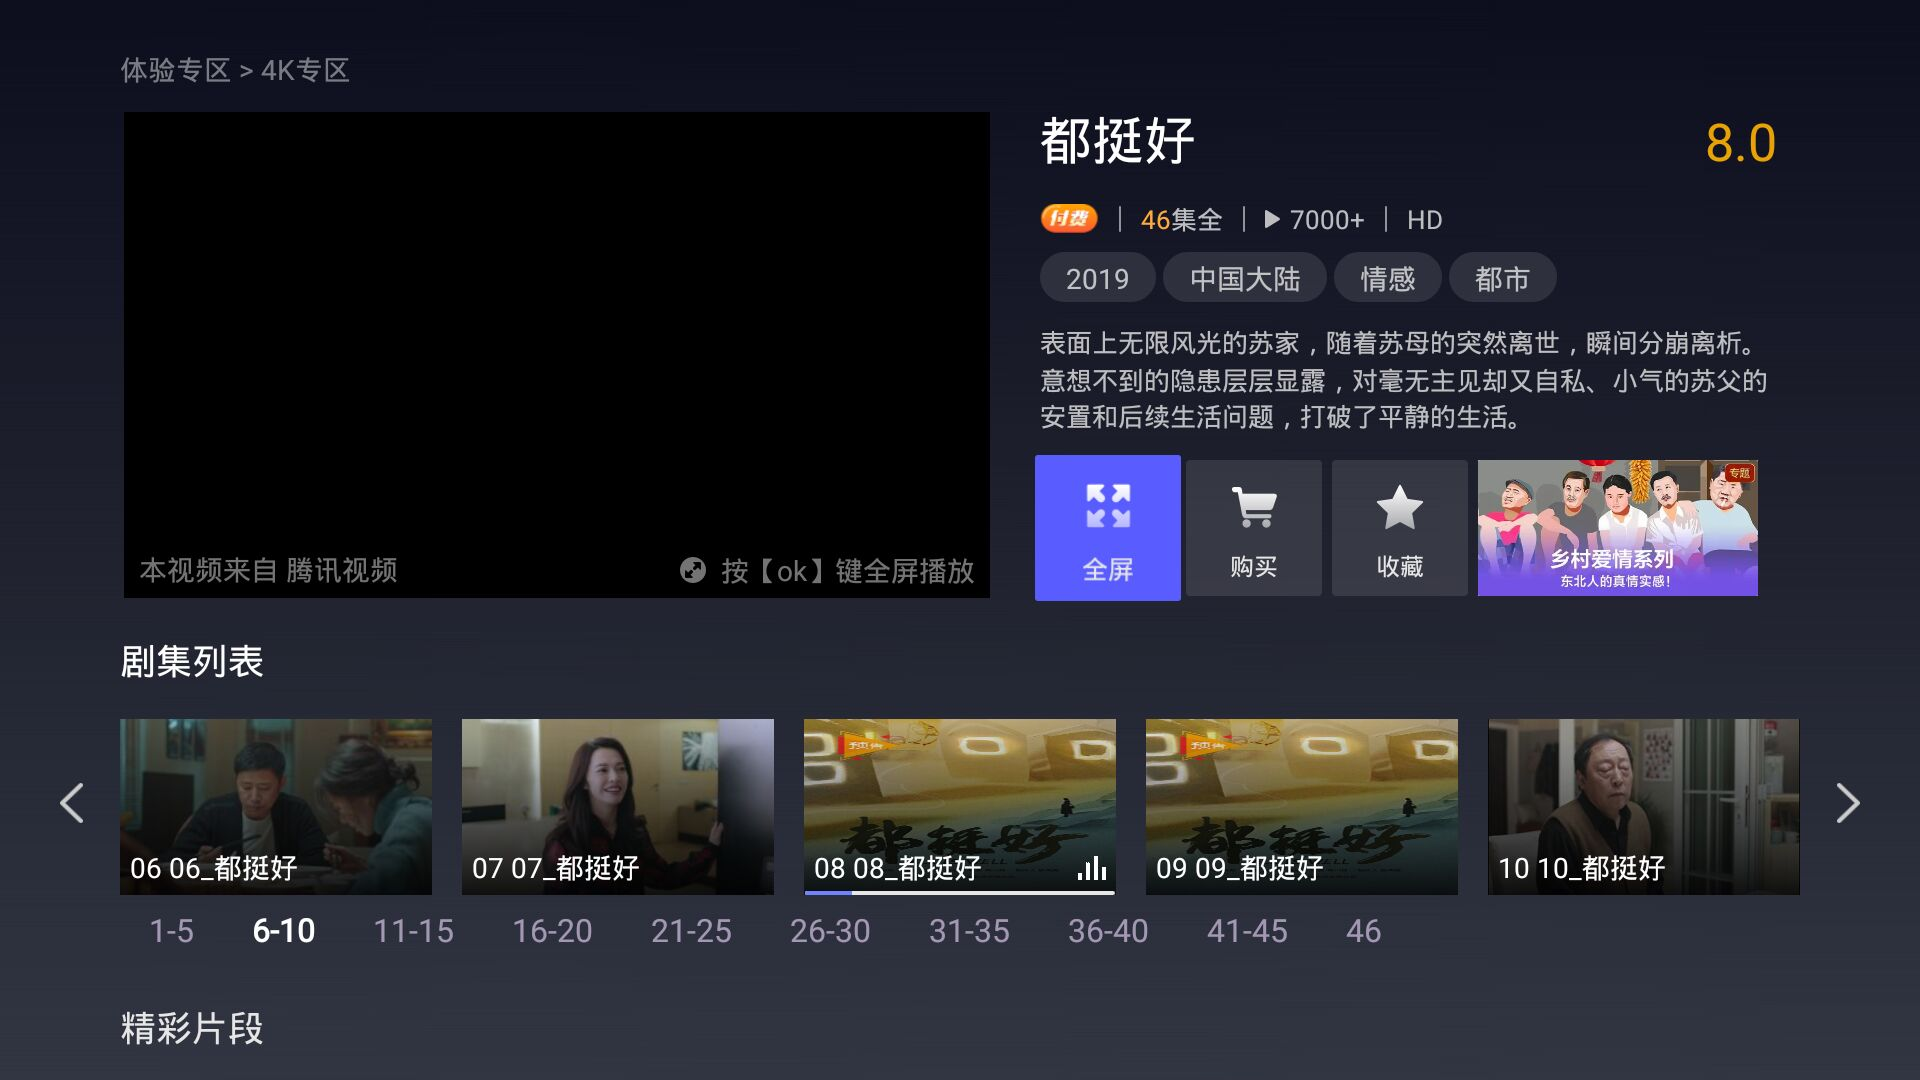 体验专区 > 4K专区
都挺好
8.0
付费 | 46集全 | 7000+ | HD
2019 中国大陆 情感 都市
表面上无限风光的苏家，随着苏母的突然离世，瞬间分崩离析。
意想不到的隐患层层显露，对毫无主见却又自私、小气的苏父的
安置和后续生活问题，打破了平静的生活。
本视频来自 腾讯视频
按【ok】键全屏播放
全屏
购买
收藏
专题
乡村爱情系列
东北人的真情实感！
剧集列表
06 06_都挺好
07 07_都挺好
预告
都挺好
08 08_都挺好
预告
都挺好
09 09_都挺好
10 10_都挺好
1-5 6-10 11-15 16-20 21-25 26-30 31-35 36-40 41-45 46
精彩片段